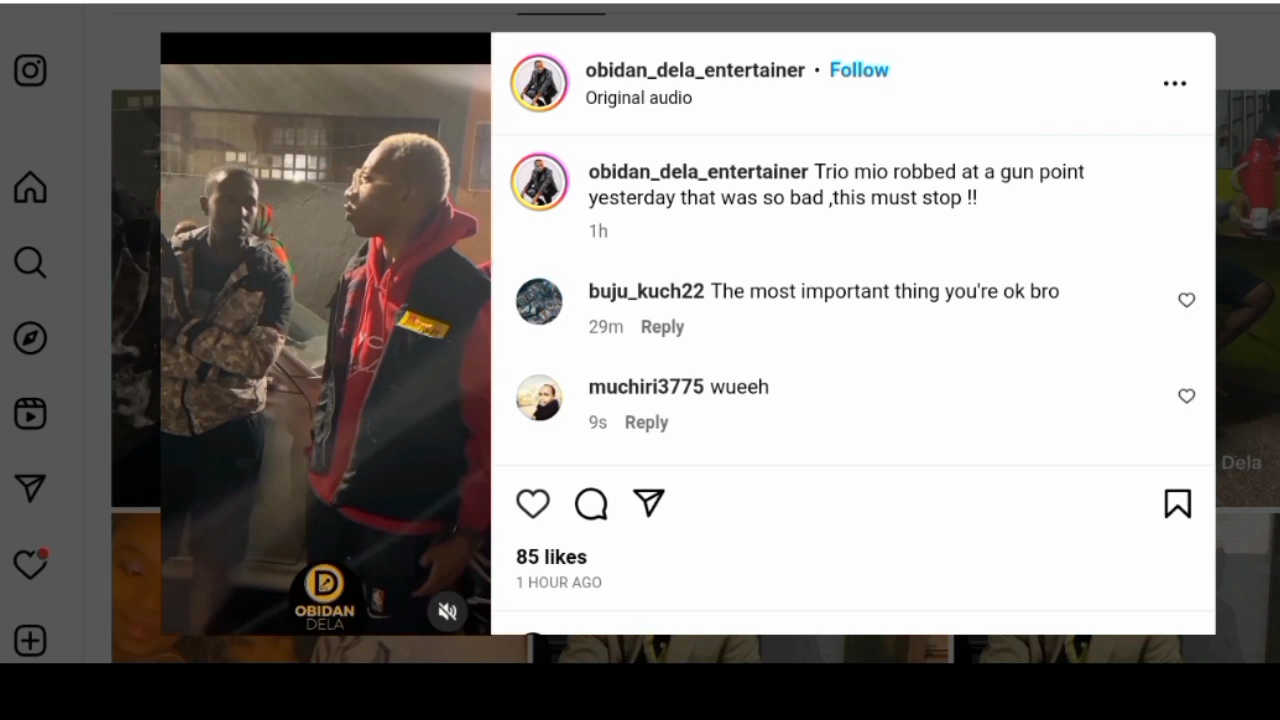 obidan_dela_entertainer • Follow
Original audio
obidan_dela_entertainer Trio mio robbed at a gun point
yesterday that was so bad ,this must stop !!
1h
buju_kuch22 The most important thing you're ok bro
29m Reply
muchiri3775 wueeh
9s Reply
Dela
85 likes
1 HOUR AGO
D
OBIDAN
DELA